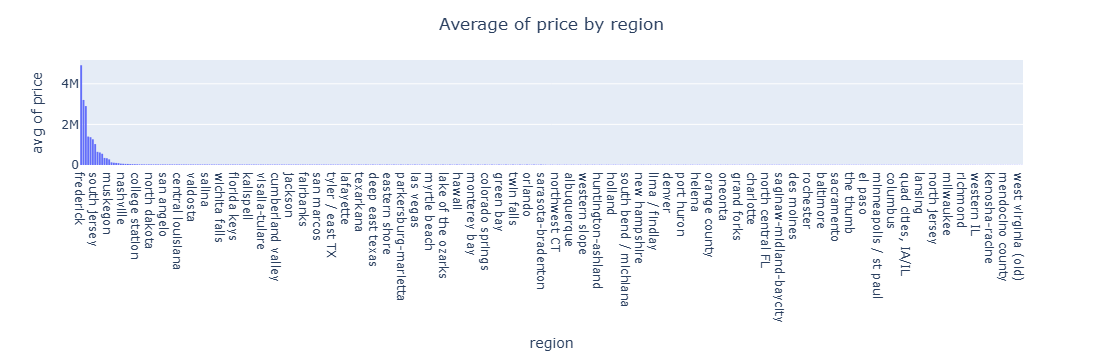 Average of price by region
avg of price
4M
2M
0
frederick
south jersey
muskegon
nashville
college station
north dakota
san angelo
central louisiana
valdosta
salina
wichita falls
florida keys
kalispell
visalia-tulare
cumberland valley
jackson
fairbanks
san marcos
tyler / east TX
lafayette
texarkana
deep east texas
eastern shore
parkersburg-marietta
las vegas
myrtle beach
lake of the ozarks
hawaii
monterey bay
colorado springs
green bay
twin falls
orlando
sarasota-bradenton
northwest CT
albuquerque
western slope
huntington-ashland
holland
south bend / michiana
new hampshire
lima / findlay
denver
port huron
helena
orange county
oneonta
grand forks
charlotte
north central FL
saginaw-midland-baycity
des moines
rochester
baltimore
sacramento
the thumb
el paso
minneapolis / st paul
columbus
quad cities, IA/IL
lansing
north jersey
milwaukee
richmond
western IL
kenosha-racine
mendocino county
west virginia (old)
region